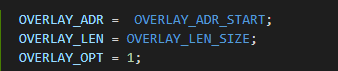 OVERLAY_ADR =  OVERLAY_ADR_START;
OVERLAY_LEN = OVERLAY_LEN_SIZE;
OVERLAY_OPT = 1;